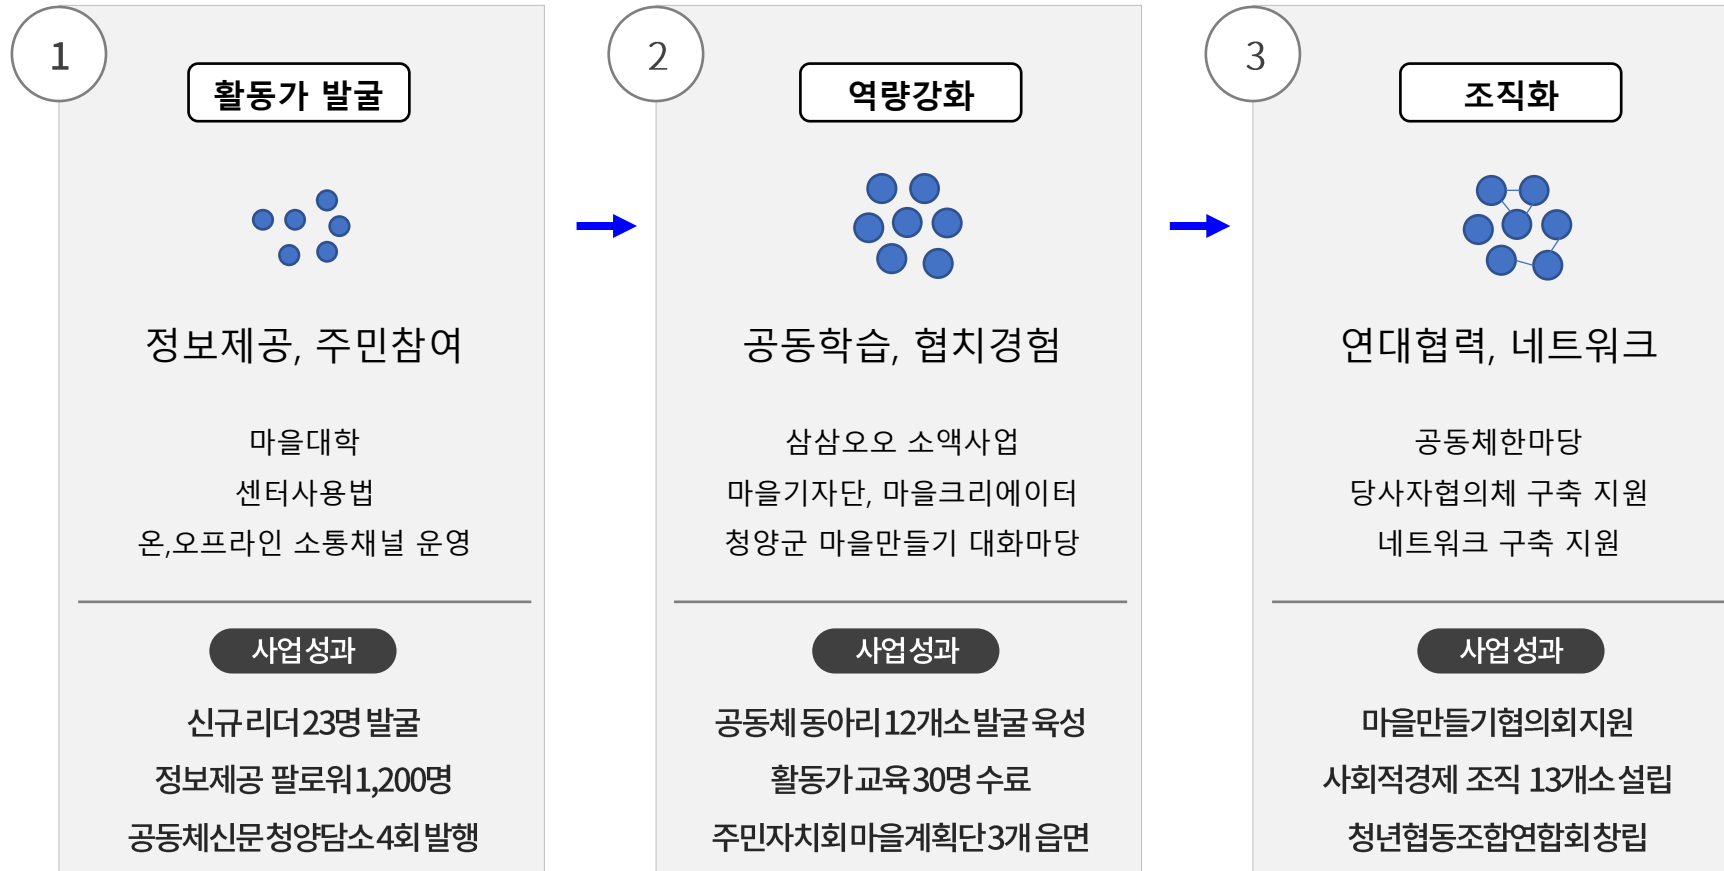 1
활동가 발굴
정보제공, 주민참여
마을대학
센터사용법
온,오프라인 소통채널 운영
사업성과
신규 리더 23명 발굴
정보제공 팔로워 1,200명
공동체신문 청양담소 4회 발행
2
역량강화
공동학습, 협치경험
삼삼오오 소액사업
마을기자단, 마을크리에이터
청양군 마을만들기 대화마당
사업성과
공동체 동아리 12개소 발굴 육성
활동가 교육 30명 수료
주민자치회 마을계획단 3개 읍면
3
조직화
연대협력, 네트워크
공동체한마당
당사자협의체 구축 지원
네트워크 구축 지원
사업성과
마을만들기협의회 지원
사회적경제 조직 13개소 설립
청년협동조합연합회 창립